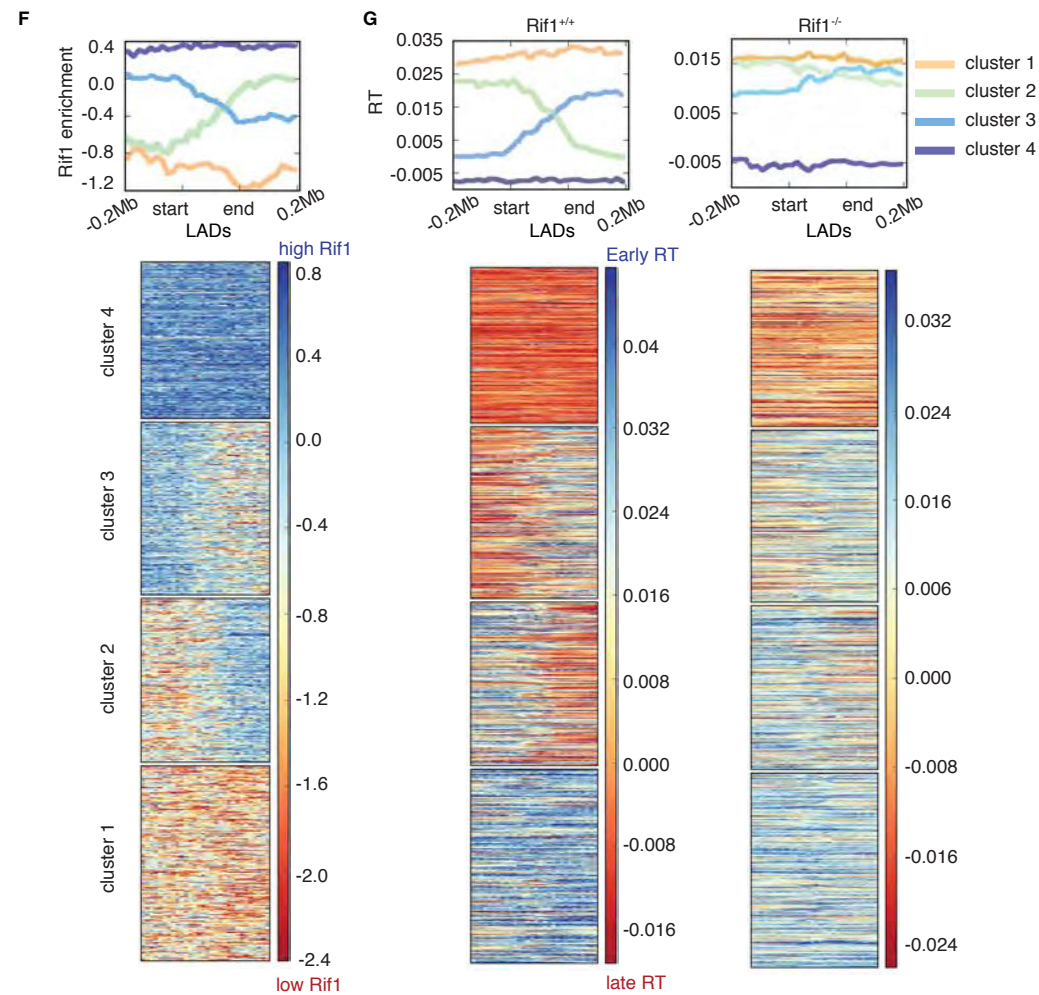 F
G
Rif1+/+
Rif1-/-
Rif1 enrichment
0.4
0.0
-0.4
-0.8
-1.2
-0.2Mb
start
end
0.2Mb
LADs
RT
0.035
0.025
0.015
0.005
-0.005
-0.2Mb
start
end
0.2Mb
LADs
0.015
0.005
-0.005
-0.2Mb
start
end
0.2Mb
LADs
cluster 1
cluster 2
cluster 3
cluster 4
high Rif1
cluster 4
cluster 3
cluster 2
cluster 1
0.8
0.4
0.0
-0.4
-0.8
-1.2
-1.6
-2.0
-2.4
low Rif1
Early RT
0.04
0.032
0.024
0.016
0.008
0.000
-0.008
-0.016
late RT
0.032
0.024
0.016
0.006
0.000
-0.008
-0.016
-0.024